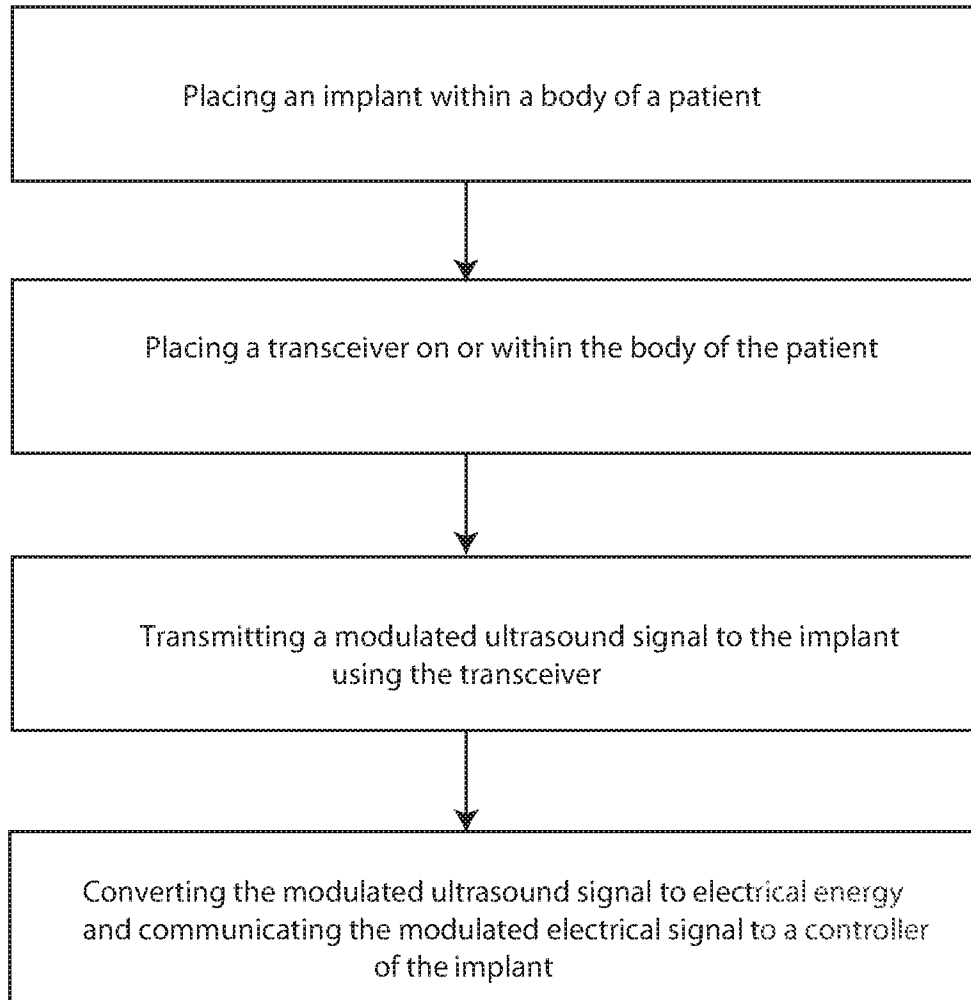 Placing an implant within a body of a patient
Placing a transceiver on or within the body of the patient
Transmitting a modulated ultrasound signal to the implant
using the transceiver
Converting the modulated ultrasound signal to electrical energy
and communicating the modulated electrical signal to a controller
of the implant